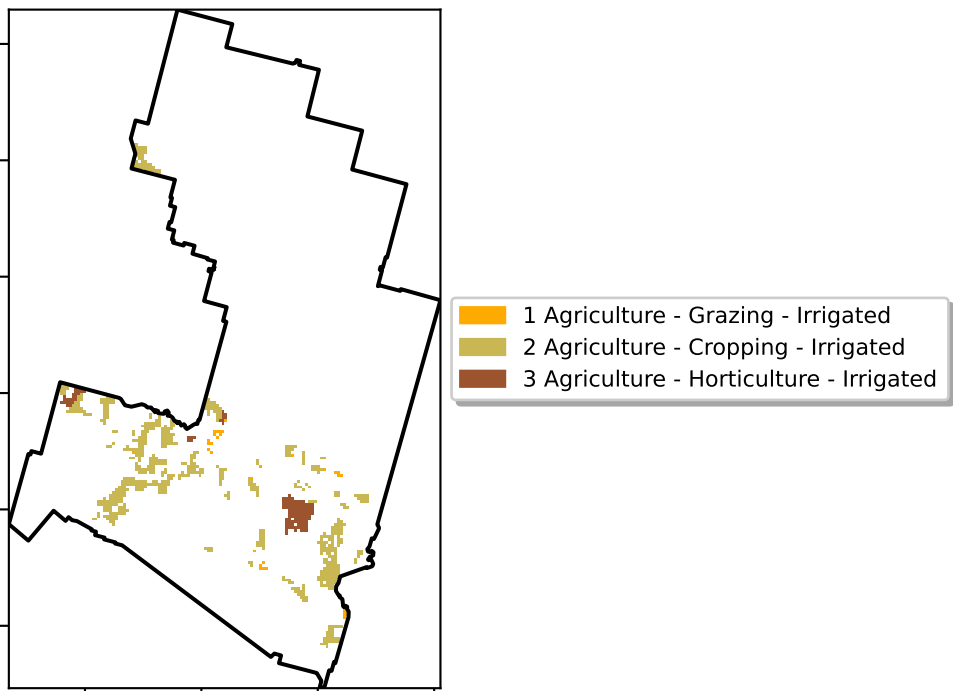 1 Agriculture - Grazing - Irrigated
2 Agriculture - Cropping - Irrigated
3 Agriculture - Horticulture - Irrigated